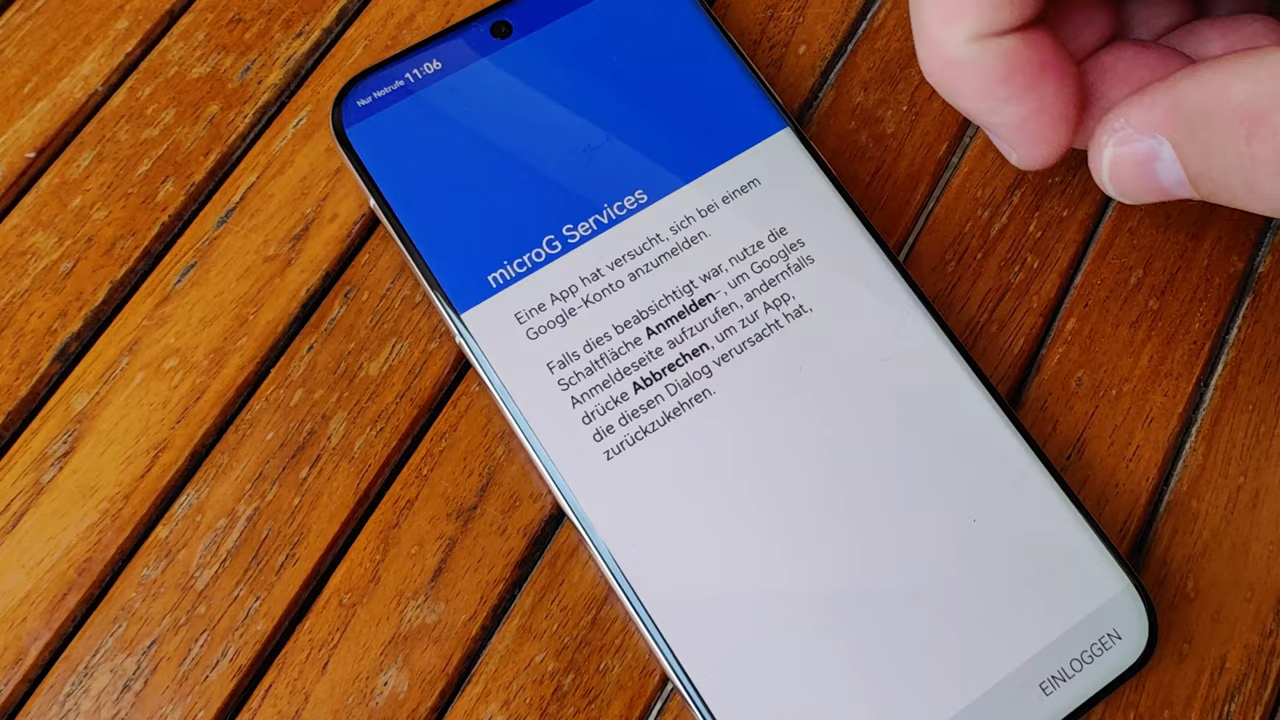 Nur Notrufe 11:06
microG Services
Eine App hat versucht, sich bei einem
Google-Konto anzumelden.
Falls dies beabsichtigt war, nutze die
Schaltfläche Anmelden-, um Googles
Anmeldeseite aufzurufen, andernfalls
drücke Abbrechen, um zur App,
die diesen Dialog verursacht hat,
zurückzukehren.
EINLOGGEN